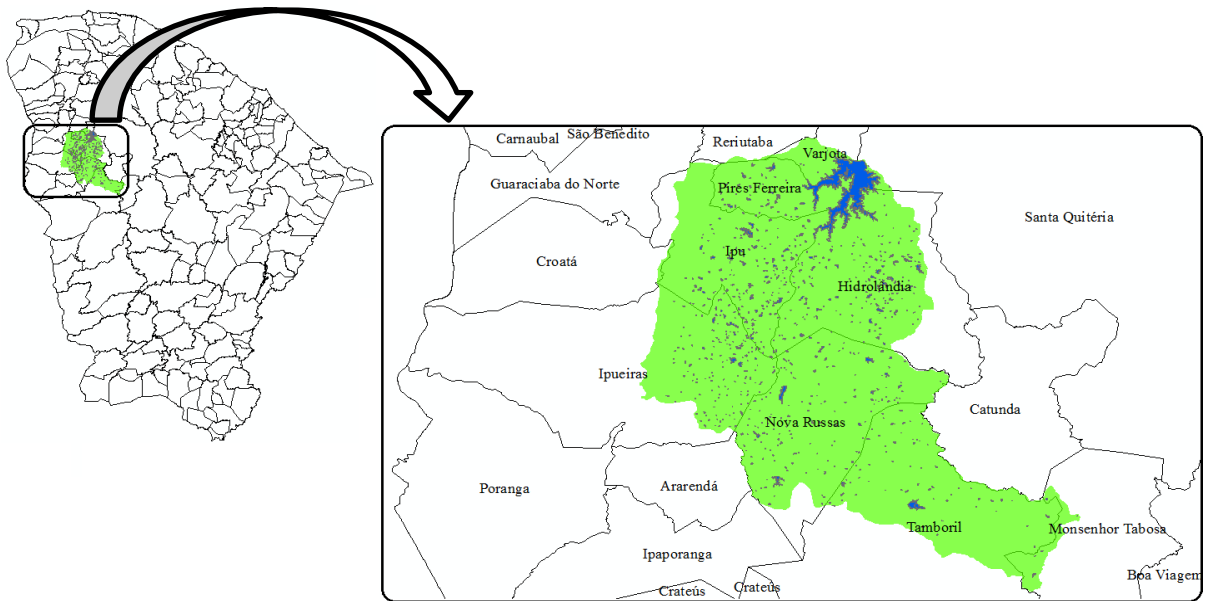 Carnaubal
São Benedito
Reriutaba
Varjota
Guaraciaba do Norte
Pires Ferreira
Santa Quitéria
Ipu
Croatá
Hidrolândia
Ipueiras
Catunda
Nova Russas
Poranga
Ararendá
Tamboril
Monsenhor Tabosa
Ipaporanga
Boa Viagem
Crateús
Crateús